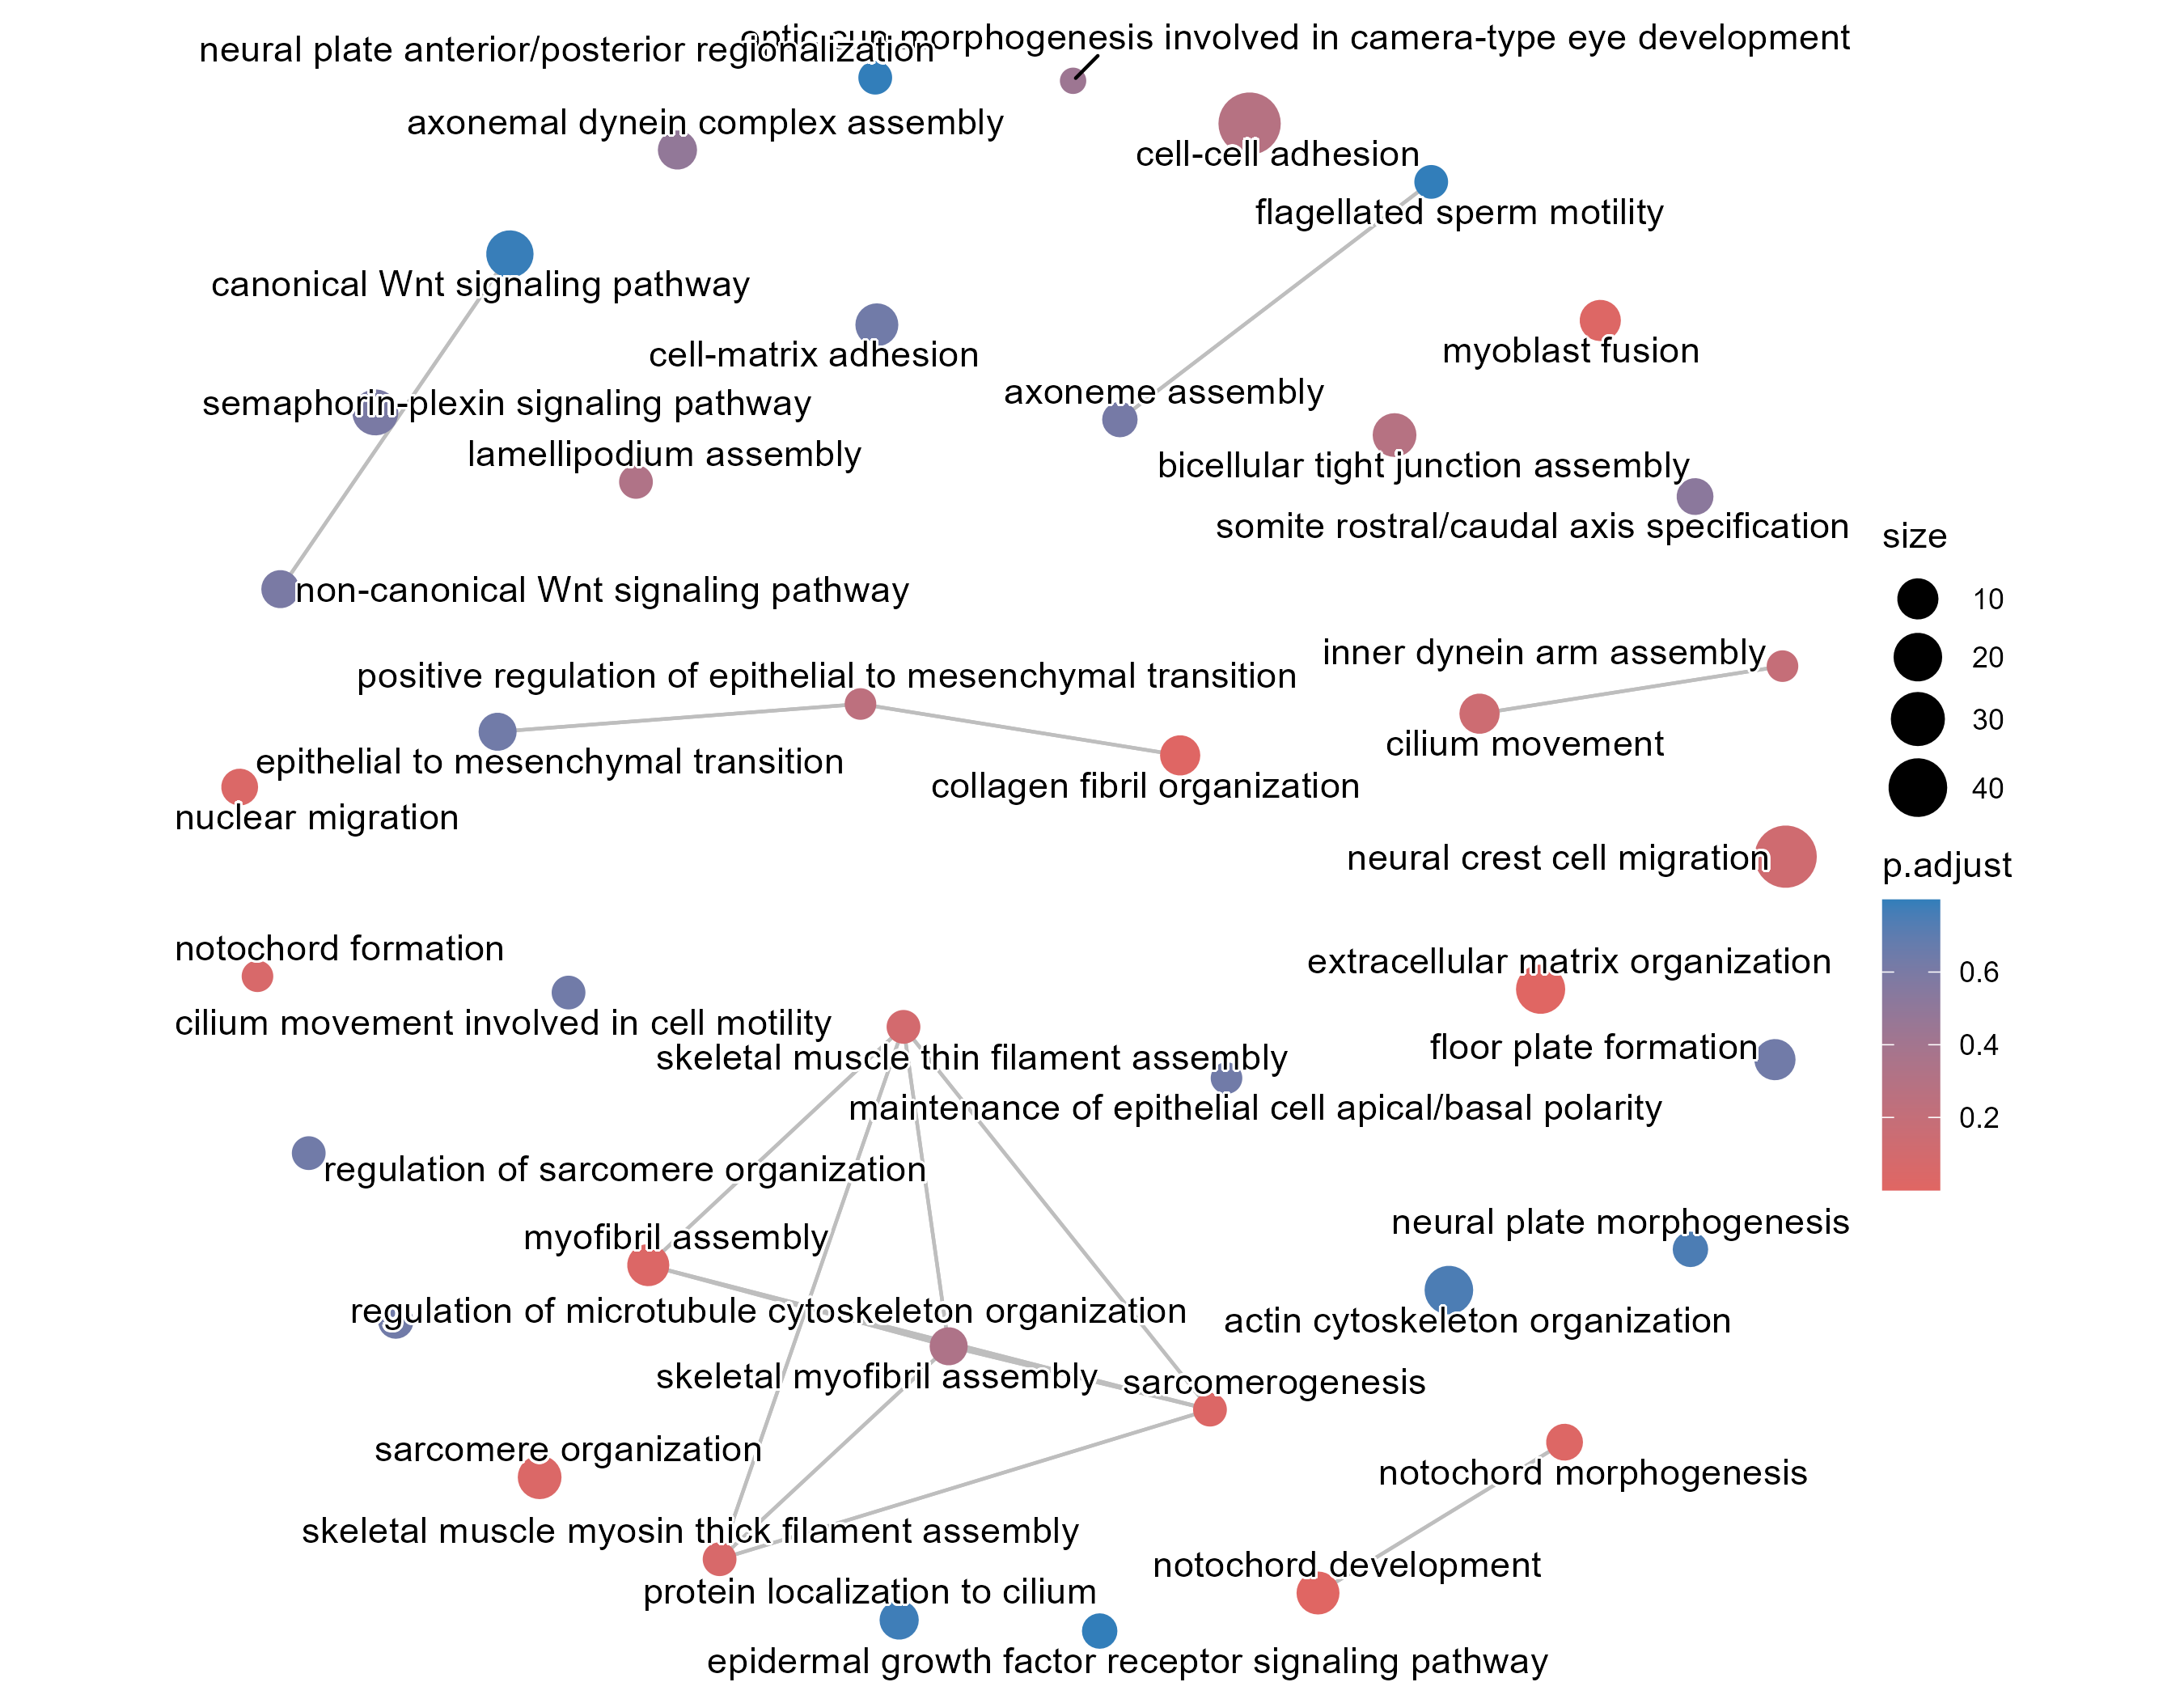 optic cup morphogenesis involved in camera-type eye development
neural plate anterior/posterior regionalization
axonemal dynein complex assembly
cell-cell adhesion
flagellated sperm motility
canonical Wnt signaling pathway
cell-matrix adhesion
myoblast fusion
axoneme assembly
semaphorin-plexin signaling pathway
lamellipodium assembly
bicellular tight junction assembly
somite rostral/caudal axis specification
non-canonical Wnt signaling pathway
inner dynein arm assembly
positive regulation of epithelial to mesenchymal transition
cilium movement
epithelial to mesenchymal transition
collagen fibril organization
nuclear migration
neural crest cell migration
notochord formation
extracellular matrix organization
cilium movement involved in cell motility
floor plate formation
skeletal muscle thin filament assembly
maintenance of epithelial cell apical/basal polarity
regulation of sarcomere organization
neural plate morphogenesis
myofibril assembly
regulation of microtubule cytoskeleton organization
actin cytoskeleton organization
skeletal myofibril assembly
sarcomerogenesis
sarcomere organization
notochord morphogenesis
skeletal muscle myosin thick filament assembly
notochord development
protein localization to cilium
epidermal growth factor receptor signaling pathway
size
10
20
30
40
p.adjust
0.6
0.4
0.2